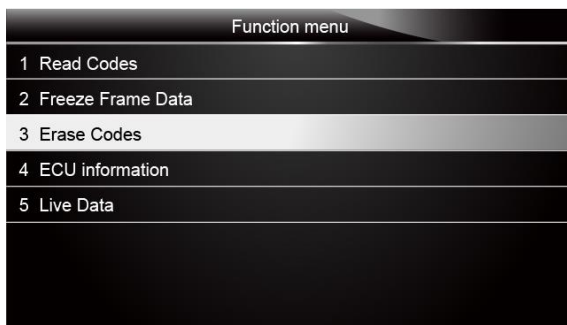 Function menu
1 Read Codes
2 Freeze Frame Data
3 Erase Codes
4 ECU information
5 Live Data